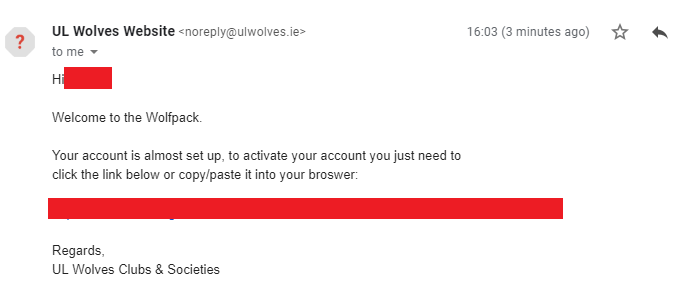 UL Wolves Website <noreply@ulwolves.ie> 16:03 (3 minutes ago)
to me
Hi
Welcome to the Wolfpack.
Your account is almost set up, to activate your account you just need to
click the link below or copy/paste it into your broswer:
Regards,
UL Wolves Clubs & Societies